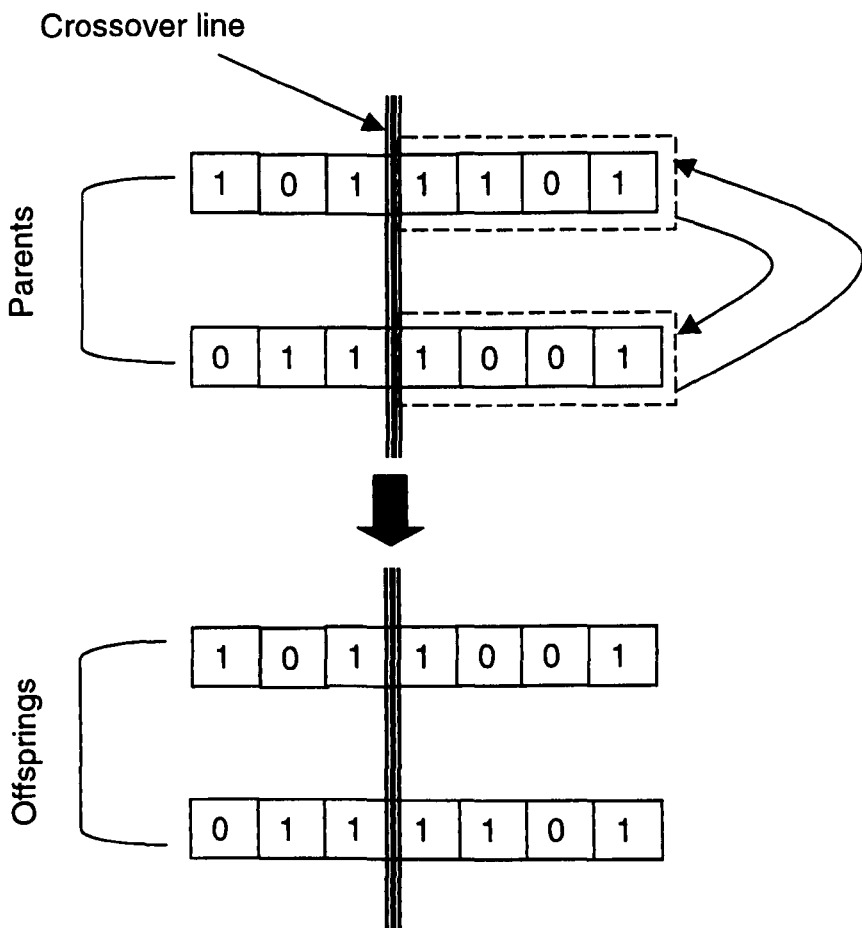 Crossover line
Parents
1 0 1 1 1 0 1
0 1 1 1 0 0 1
Offsprings
1 0 1 1 0 0 1
0 1 1 1 1 0 1